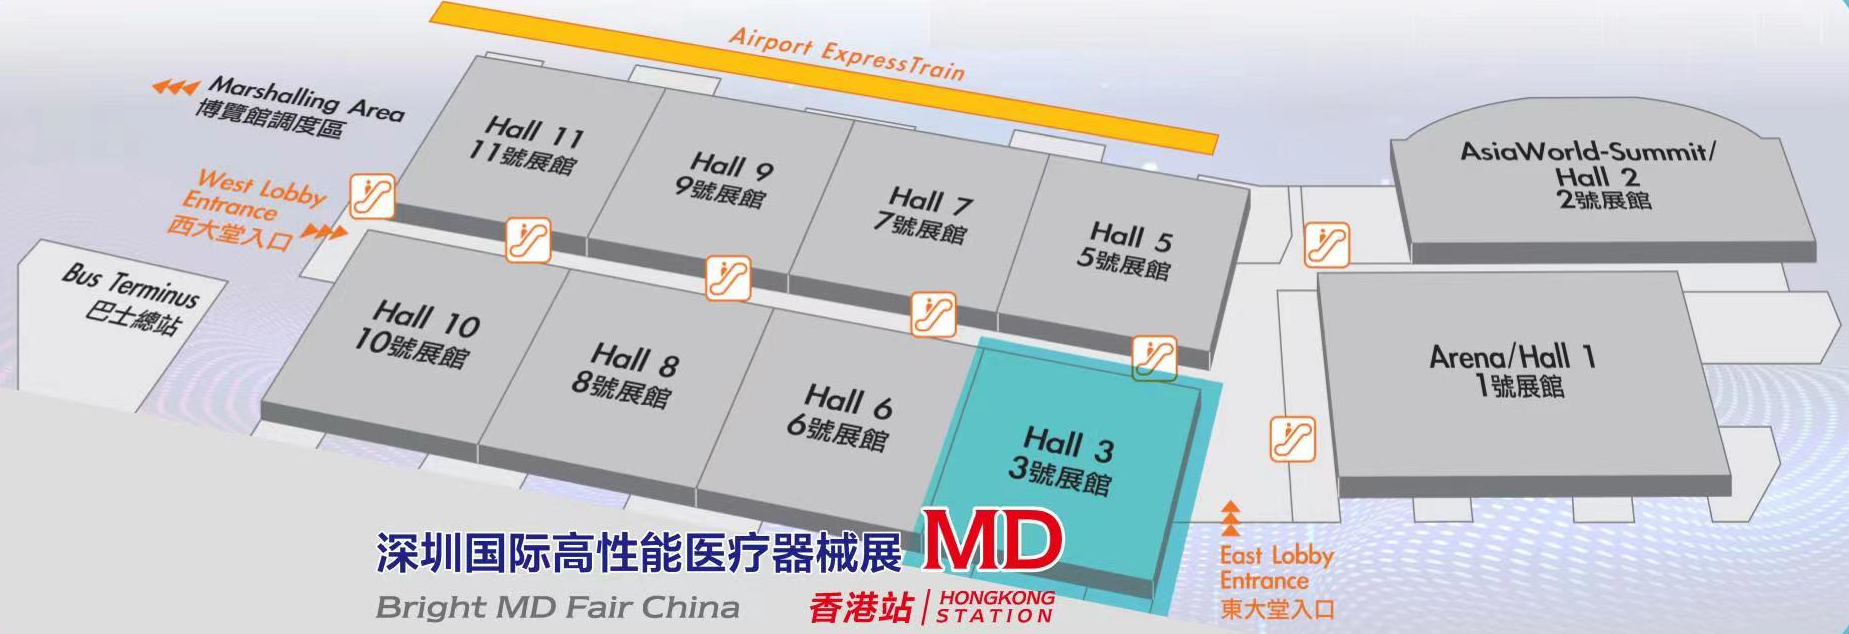 Airport ExpressTrain
Marshalling Area
博覽館調度區
West Lobby
Entrance
西大堂入口
Bus Terminus
巴士總站
Hall 11
11號展館
Hall 9
9號展館
Hall 7
7號展館
Hall 5
5號展館
Hall 10
10號展館
Hall 8
8號展館
Hall 6
6號展館
Hall 3
3號展館
AsiaWorld-Summit/
Hall 2
2號展館
Arena/Hall 1
1號展館
East Lobby
Entrance
東大堂入口
深圳国际高性能医疗器械展 MD
Bright MD Fair China
香港站 | HONGKONG
STATION